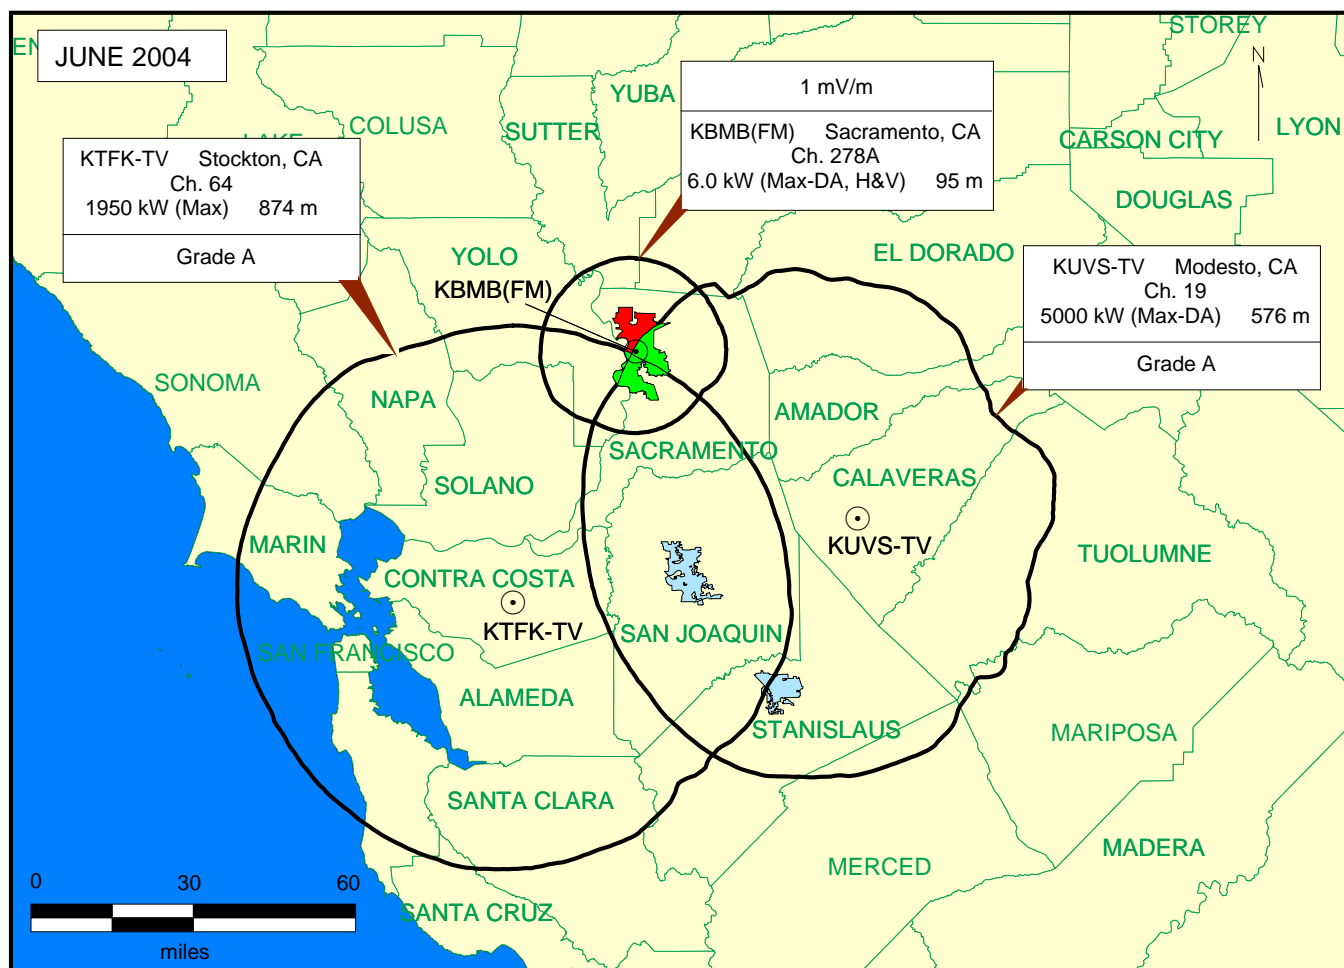 STOREY
EN
JUNE 2004
N
1 mV/m
YUBA
COLUSA
SUTTER
LYON
KBMB(FM) Sacramento, CA
Ch. 278A
6.0 kW (Max-DA, H&V) 95 m
CARSON CITY
LAKE
KTFK-TV Stockton, CA
Ch. 64
1950 kW (Max) 874 m
Grade A
DOUGLAS
YOLO
EL DORADO
KBMB(FM)
KUVS-TV Modesto, CA
Ch. 19
5000 kW (Max-DA) 576 m
Grade A
SONOMA
NAPA
AMADOR
SACRAMENTO
SOLANO
CALAVERAS
MARIN
KUVS-TV
TUOLUMNE
CONTRA COSTA
KTFK-TV
SAN JOAQUIN
SAN FRANCISCO
ALAMEDA
STANISLAUS
MARIPOSA
SANTA CLARA
MADERA
MERCED
0 30 60
SANTA CRUZ
miles